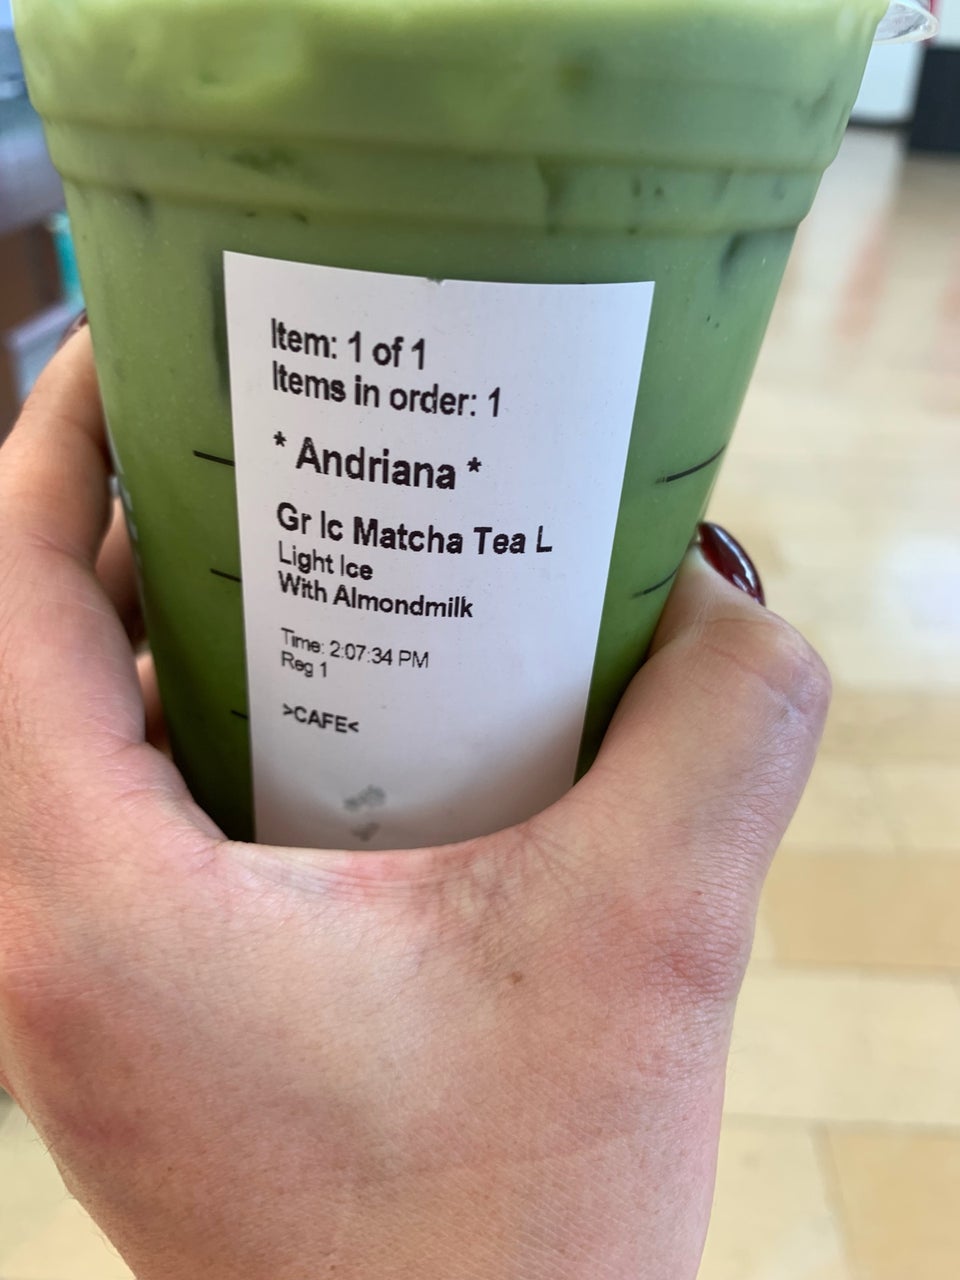 Item: 1 of 1
Items in order: 1
* Andriana *
Gr Ic Matcha Tea L
Light Ice
With Almondmilk
Time: 2:07:34 PM
Reg 1
>CAFE<